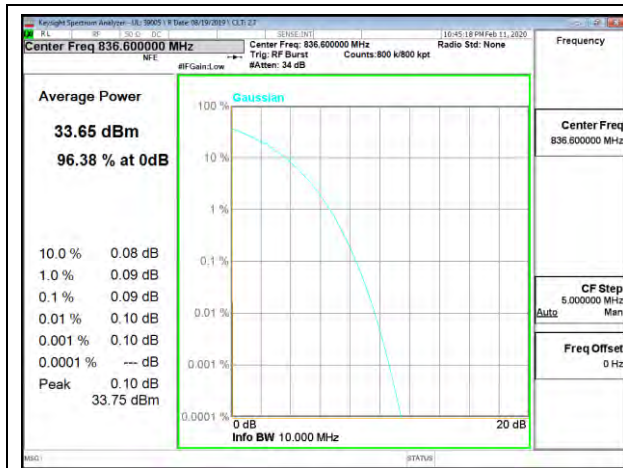 Keysight Spectrum Analyzer - UL: 59005 | R Date: 08/19/2019 | CLT: 2.7
RL RF 50 Ω DC SENSE:INT 10:45:18 PM Feb 11, 2020
Center Freq 836.600000 MHz
NFE
#IFGain:Low
Center Freq: 836.600000 MHz
Trig: RF Burst Counts:800 k/800 kpt
#Atten: 34 dB
Radio Std: None
Frequency
Average Power
33.65 dBm
96.38 % at 0dB
10.0 % 0.08 dB
1.0 % 0.09 dB
0.1 % 0.09 dB
0.01 % 0.10 dB
0.001 % 0.10 dB
0.0001 % --- dB
Peak 0.10 dB
33.75 dBm
Gaussian
100 %
10 %
1 %
0.1 %
0.01 %
0.001 %
0.0001 %
0 dB 20 dB
Info BW 10.000 MHz
Center Freq
836.600000 MHz
CF Step
5.000000 MHz
Auto Man
Freq Offset
0 Hz
MSG STATUS